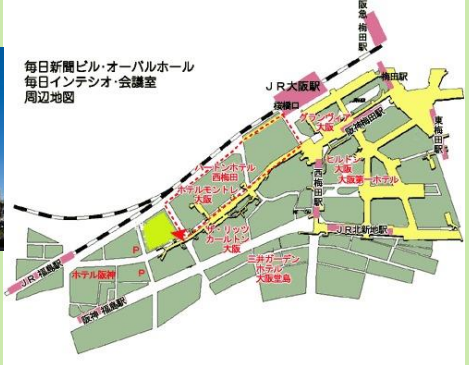 毎日新聞ビル・オーバルホール
毎日インテシオ・会議室
周辺地図
阪急 梅田駅
JR大阪駅
桜橋口
梅田駅
グランヴィア
大阪
阪神梅田駅
東梅田駅
ハートンホテル
西梅田
ヒルトン
大阪
大阪第一ホテル
ホテルモントレ
大阪
西梅田駅
ザ・リッツ
カールトン
大阪
JR北新地駅
P
P
ホテル阪神
三井ガーデン
ホテル
大阪堂島
JR 福島駅
阪神 福島駅